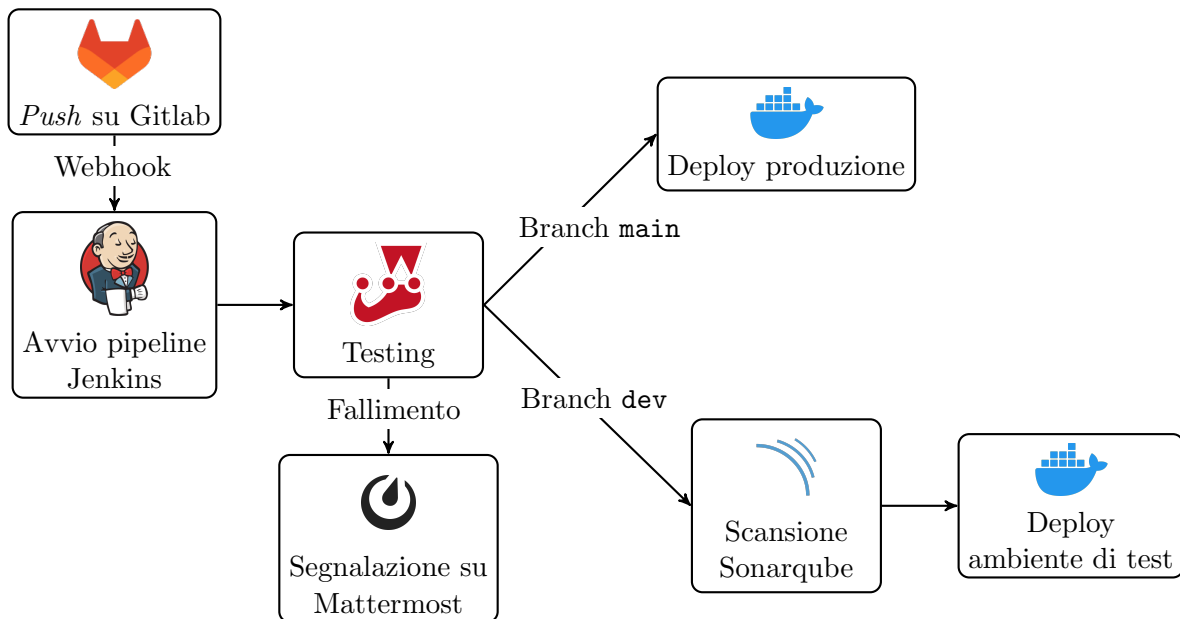 Push su Gitlab
Webhook
Avvio pipeline
Jenkins
Testing
Fallimento
Segnalazione su
Mattermost
Branch main
Deploy produzione
Branch dev
Scansione
Sonarqube
Deploy
ambiente di test